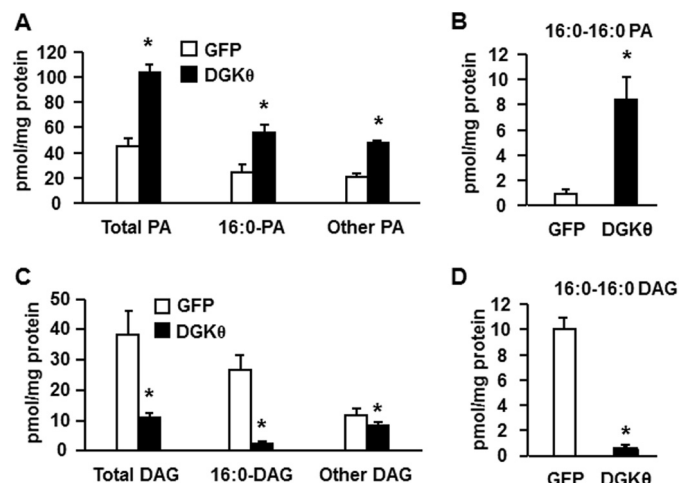 A
pmol/mg protein
120
100
80
60
40
20
0
*
*
*
GFP
DGKθ
Total PA 16:0-PA Other PA
B
16:0-16:0 PA
pmol/mg protein
12
10
8
6
4
2
0
*
GFP DGKθ
C
pmol/mg protein
50
40
30
20
10
0
GFP
DGKθ
*
*
*
Total DAG 16:0-DAG Other DAG
D
16:0-16:0 DAG
pmol/mg protein
12
10
8
6
4
2
0
*
GFP DGKθ